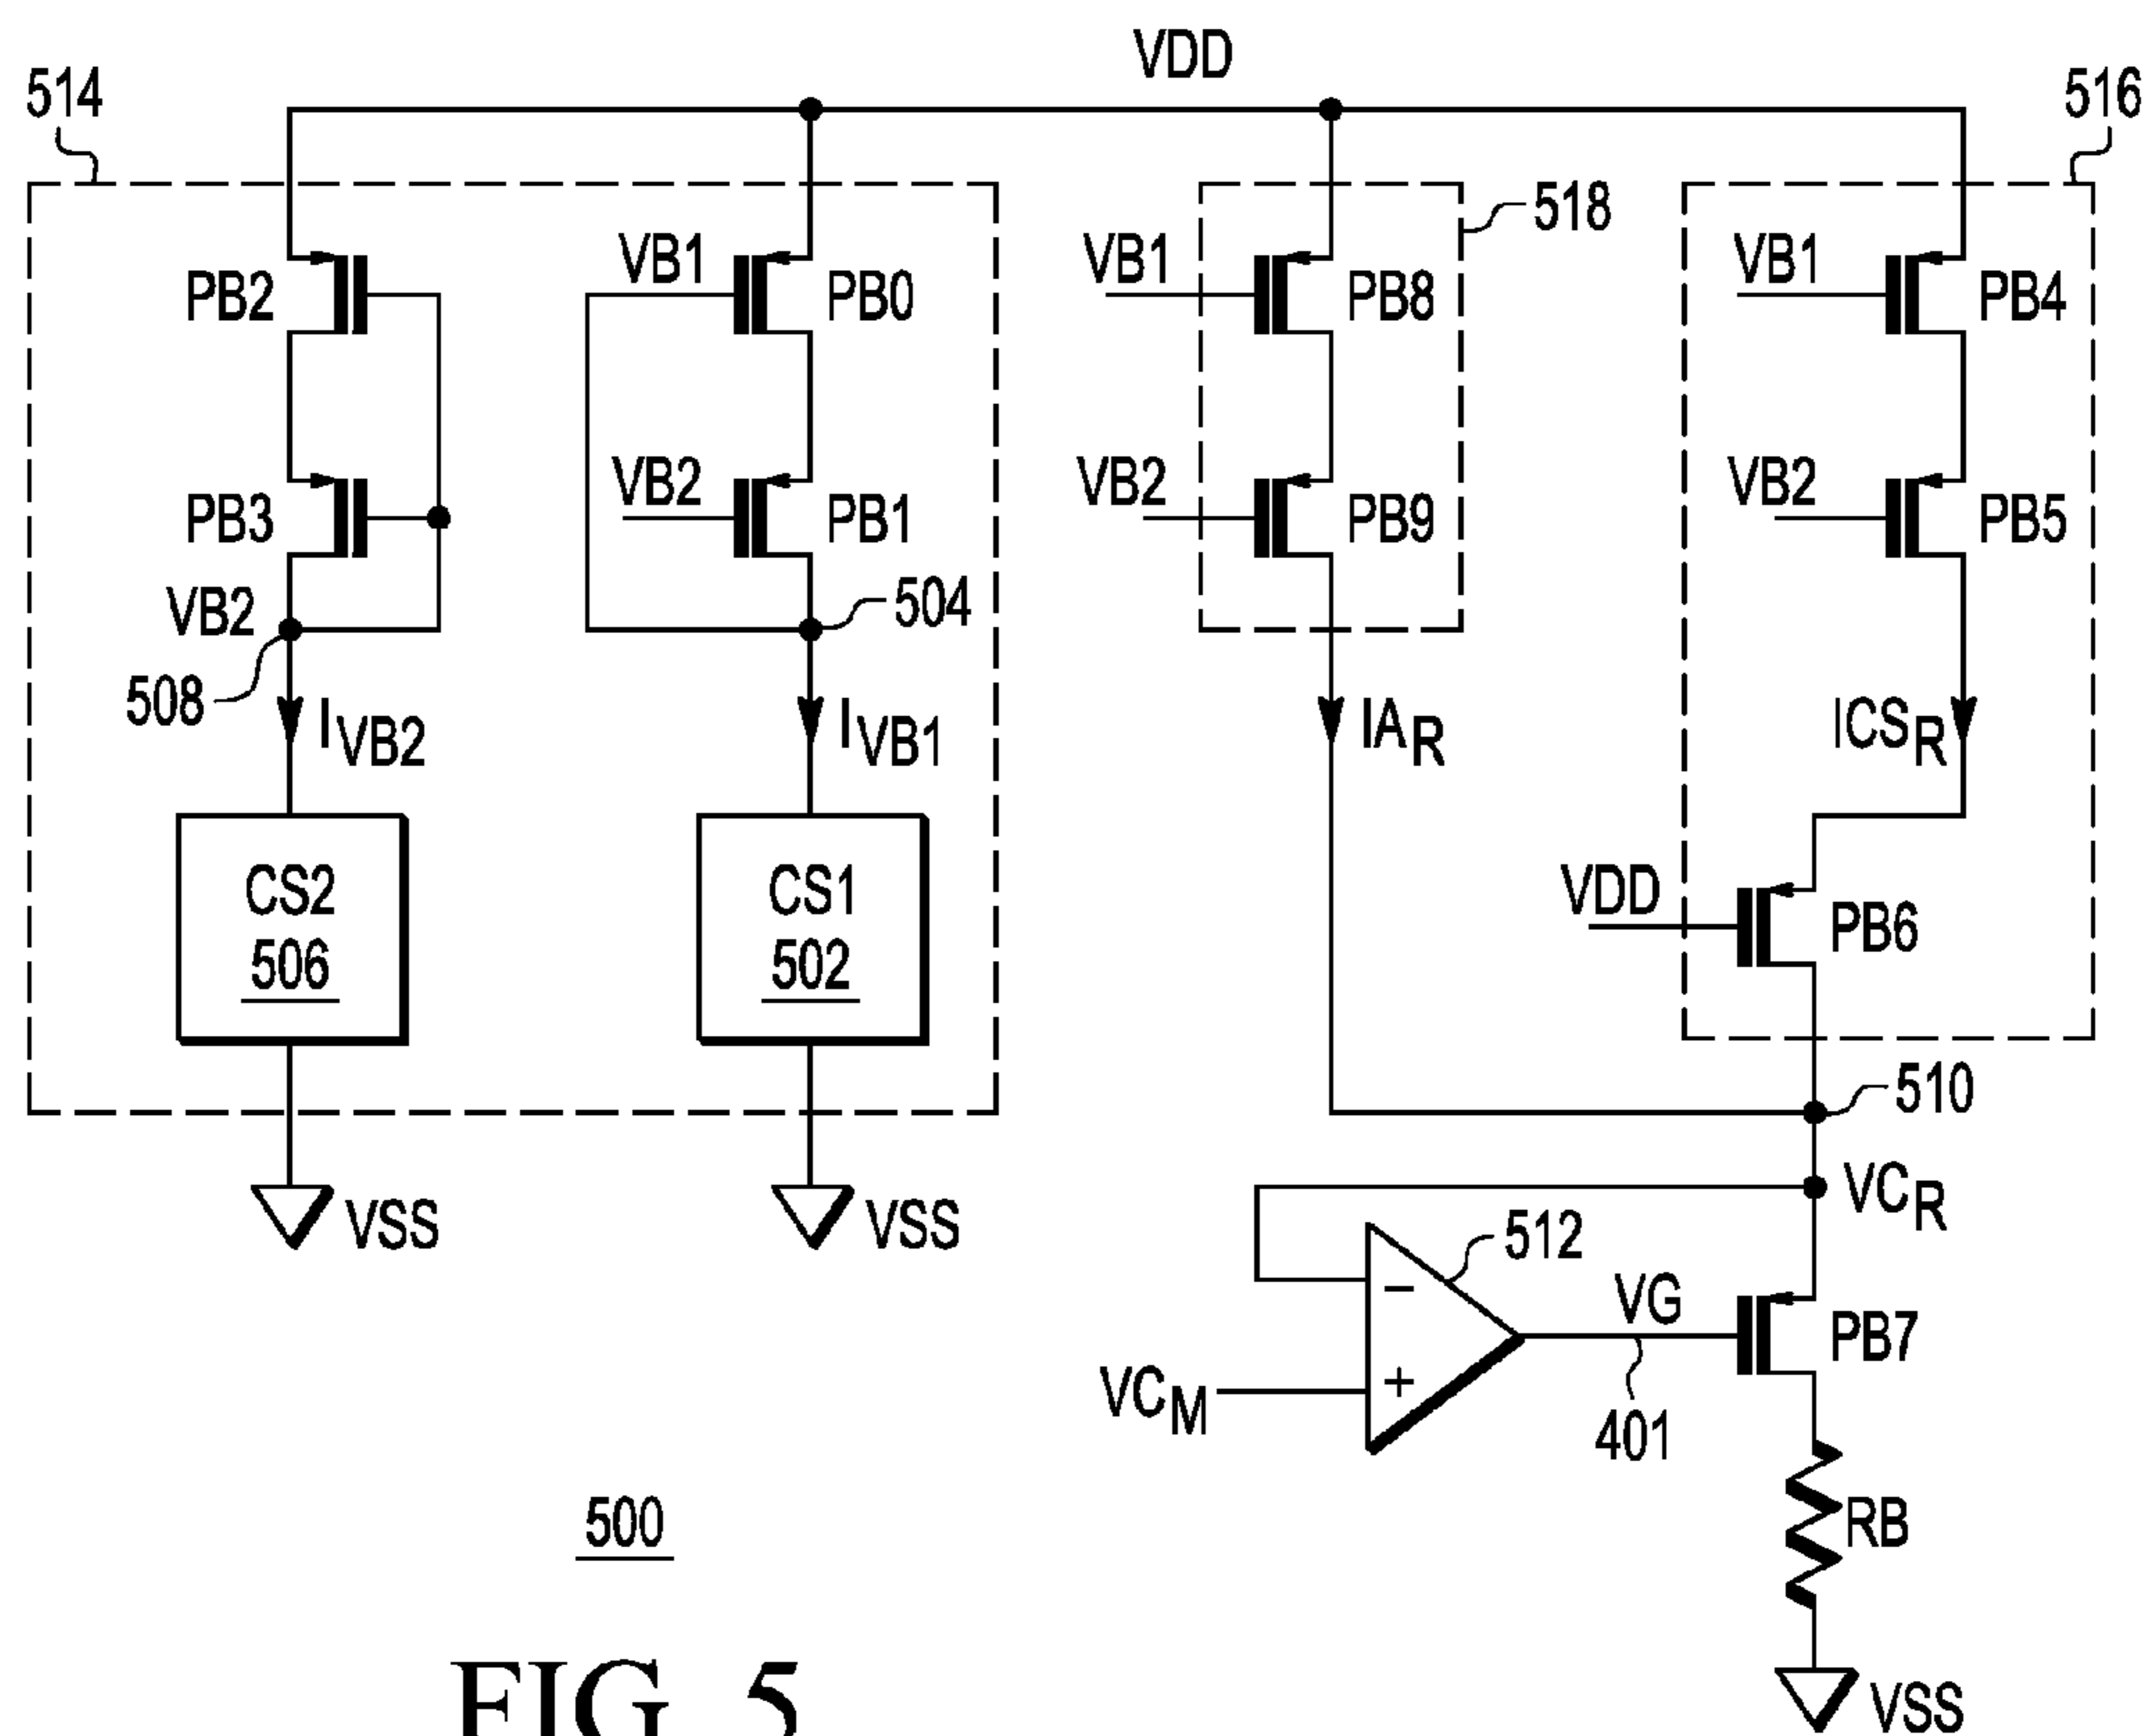 VDD
514
516
518
VB1
VB1
VB1
PB2
PB0
PB8
PB4
VB2
VB2
VB2
PB3
PB1
PB9
PB5
VB2
504
508
IVB2
IVB1
IAR
ICSR
CS2
506
CS1
502
VDD
PB6
510
VSS
VSS
VCR
512
−
VG
PB7
+
VCM
401
500
RB
FIG. 5
VSS